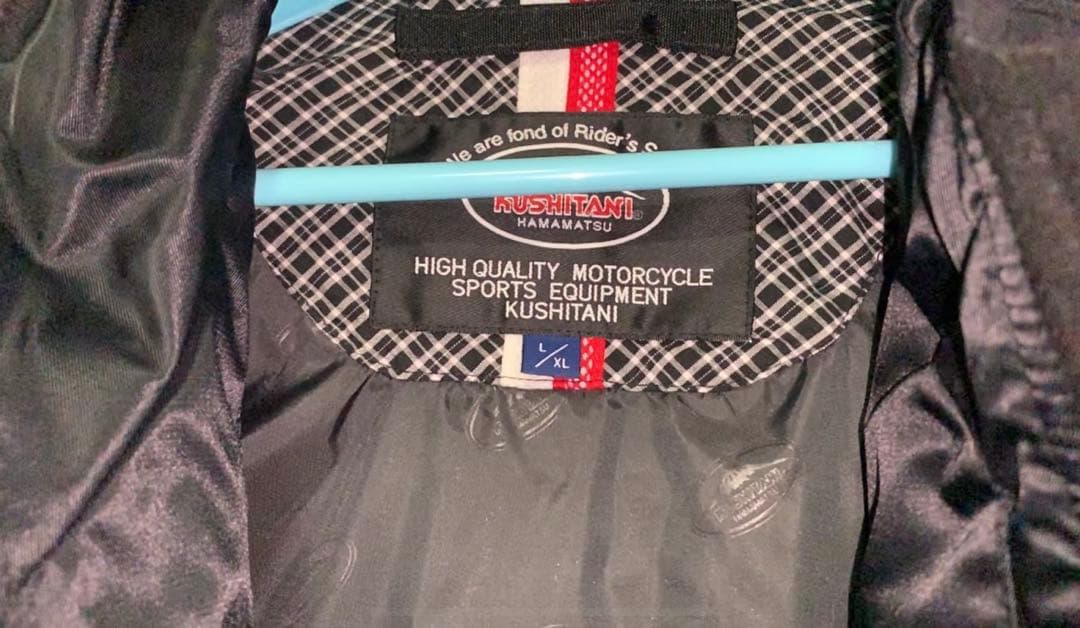 are fond of Rider's
KUSHITANI®
HAMAMATSU
HIGH QUALITY MOTORCYCLE
SPORTS EQUIPMENT
KUSHITANI
L/XL